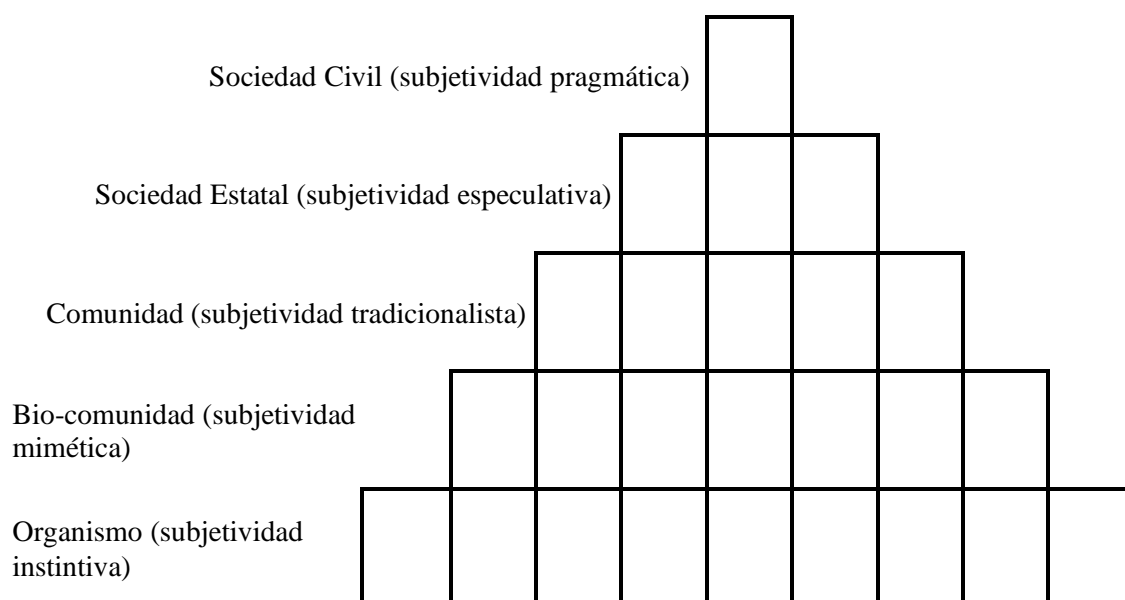 Sociedad Civil (subjetividad pragmática)
Sociedad Estatal (subjetividad especulativa)
Comunidad (subjetividad tradicionalista)
Bio-comunidad (subjetividad
mimética)
Organismo (subjetividad
instintiva)